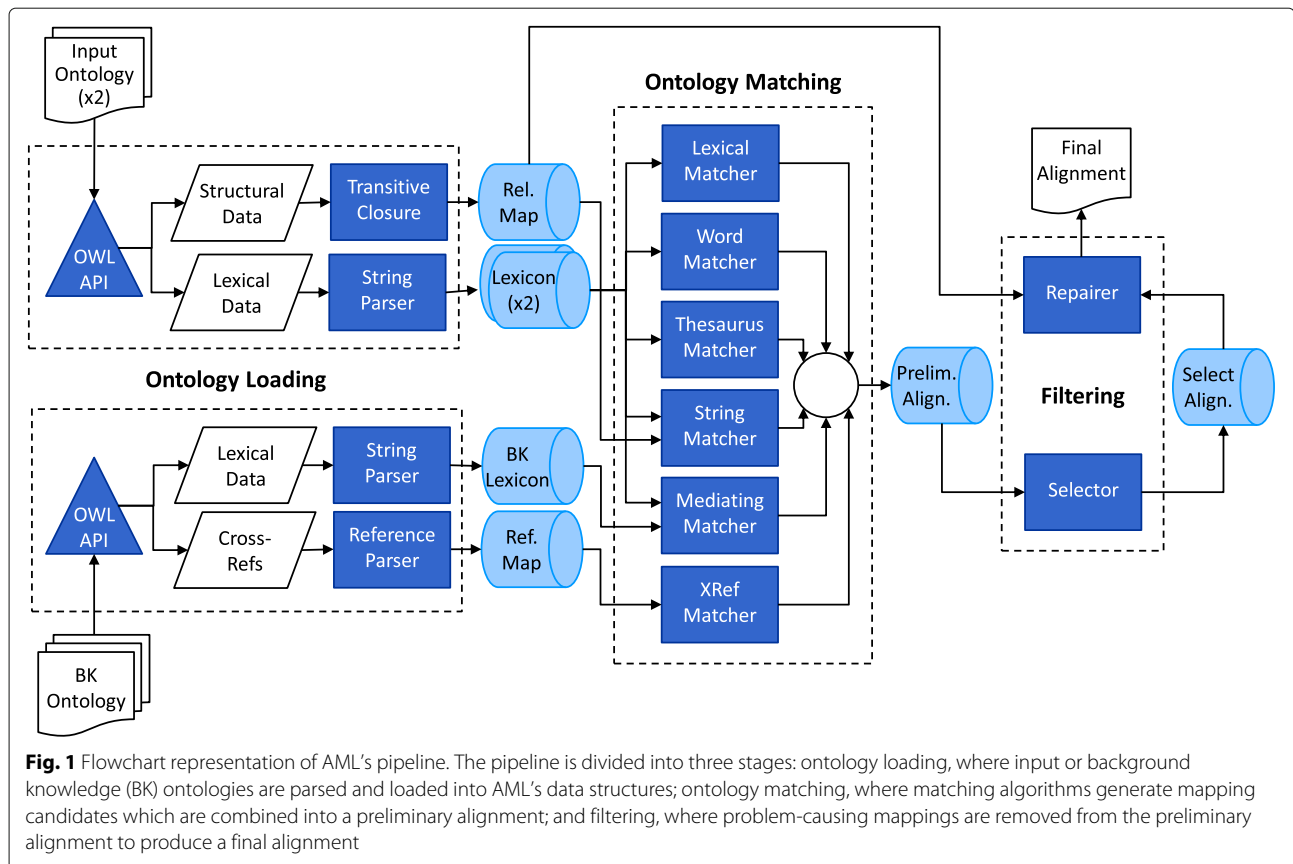 Input
Ontology
(x2)
Ontology Matching
OWL
API
Structural
Data
Transitive
Closure
Rel.
Map
Lexical
Data
String
Parser
Lexicon
(x2)
Ontology Loading
Lexical
Matcher
Word
Matcher
Thesaurus
Matcher
String
Matcher
Mediating
Matcher
XRef
Matcher
OWL
API
Lexical
Data
String
Parser
BK
Lexicon
Cross-
Refs
Reference
Parser
Ref.
Map
BK
Ontology
Prelim.
Align.
Final
Alignment
Repairer
Filtering
Selector
Select
Align.
Fig. 1 Flowchart representation of AML’s pipeline. The pipeline is divided into three stages: ontology loading, where input or background
knowledge (BK) ontologies are parsed and loaded into AML’s data structures; ontology matching, where matching algorithms generate mapping
candidates which are combined into a preliminary alignment; and filtering, where problem-causing mappings are removed from the preliminary
alignment to produce a final alignment